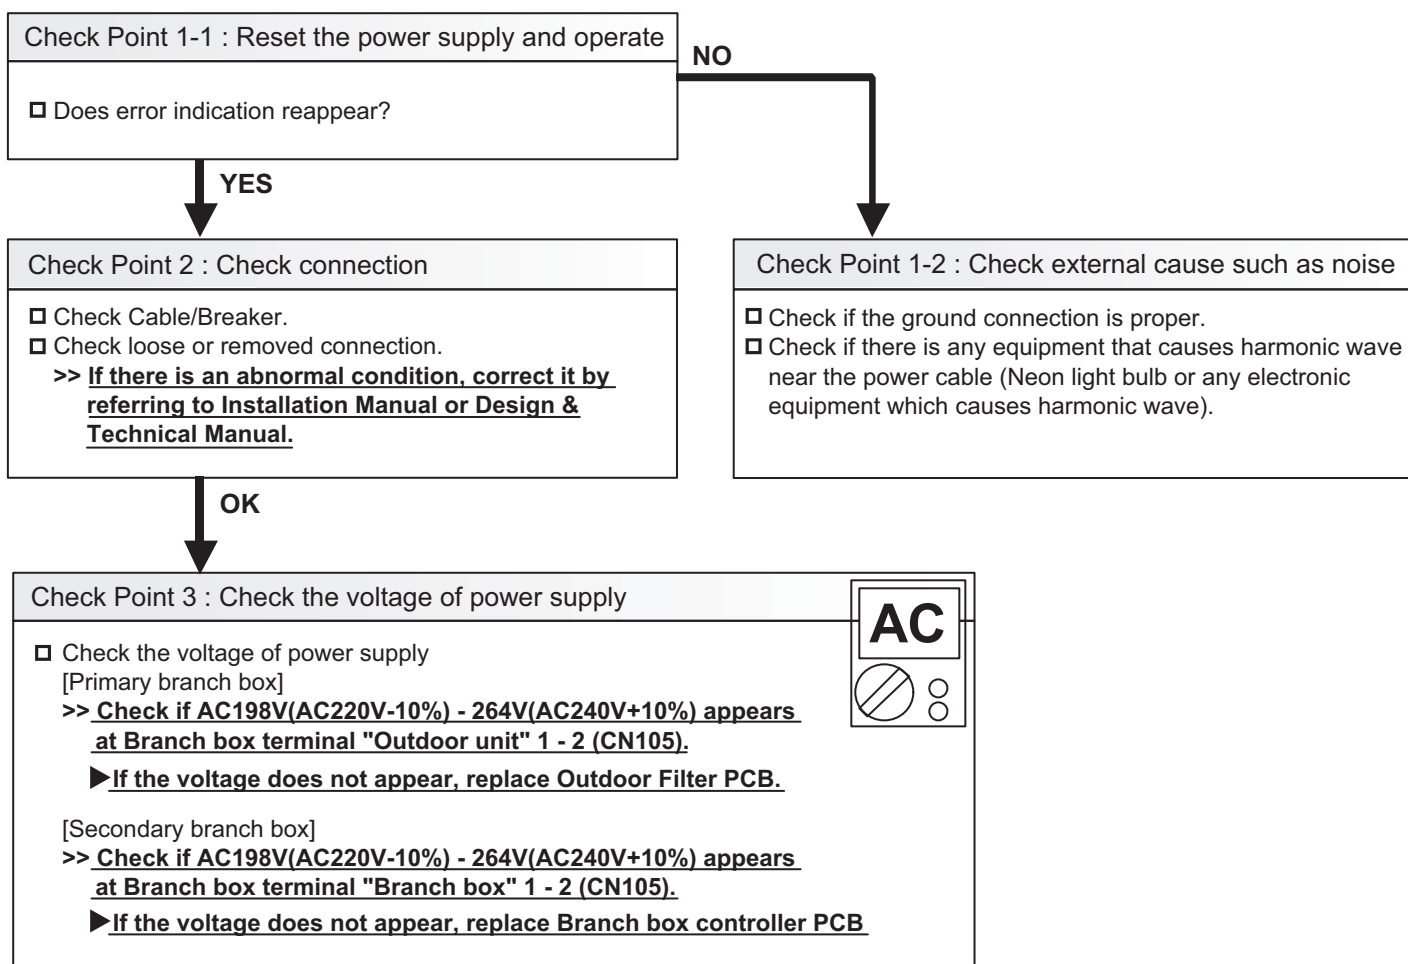 Check Point 1-1 : Reset the power supply and operate
Does error indication reappear?
NO
YES
Check Point 2 : Check connection
Check Cable/Breaker.
Check loose or removed connection.
>> If there is an abnormal condition, correct it by
referring to Installation Manual or Design &
Technical Manual.
Check Point 1-2 : Check external cause such as noise
Check if the ground connection is proper.
Check if there is any equipment that causes harmonic wave
near the power cable (Neon light bulb or any electronic
equipment which causes harmonic wave).
OK
Check Point 3 : Check the voltage of power supply
AC
Check the voltage of power supply
[Primary branch box]
>> Check if AC198V(AC220V-10%) - 264V(AC240V+10%) appears
at Branch box terminal "Outdoor unit" 1 - 2 (CN105).
▶If the voltage does not appear, replace Outdoor Filter PCB.
[Secondary branch box]
>> Check if AC198V(AC220V-10%) - 264V(AC240V+10%) appears
at Branch box terminal "Branch box" 1 - 2 (CN105).
▶If the voltage does not appear, replace Branch box controller PCB